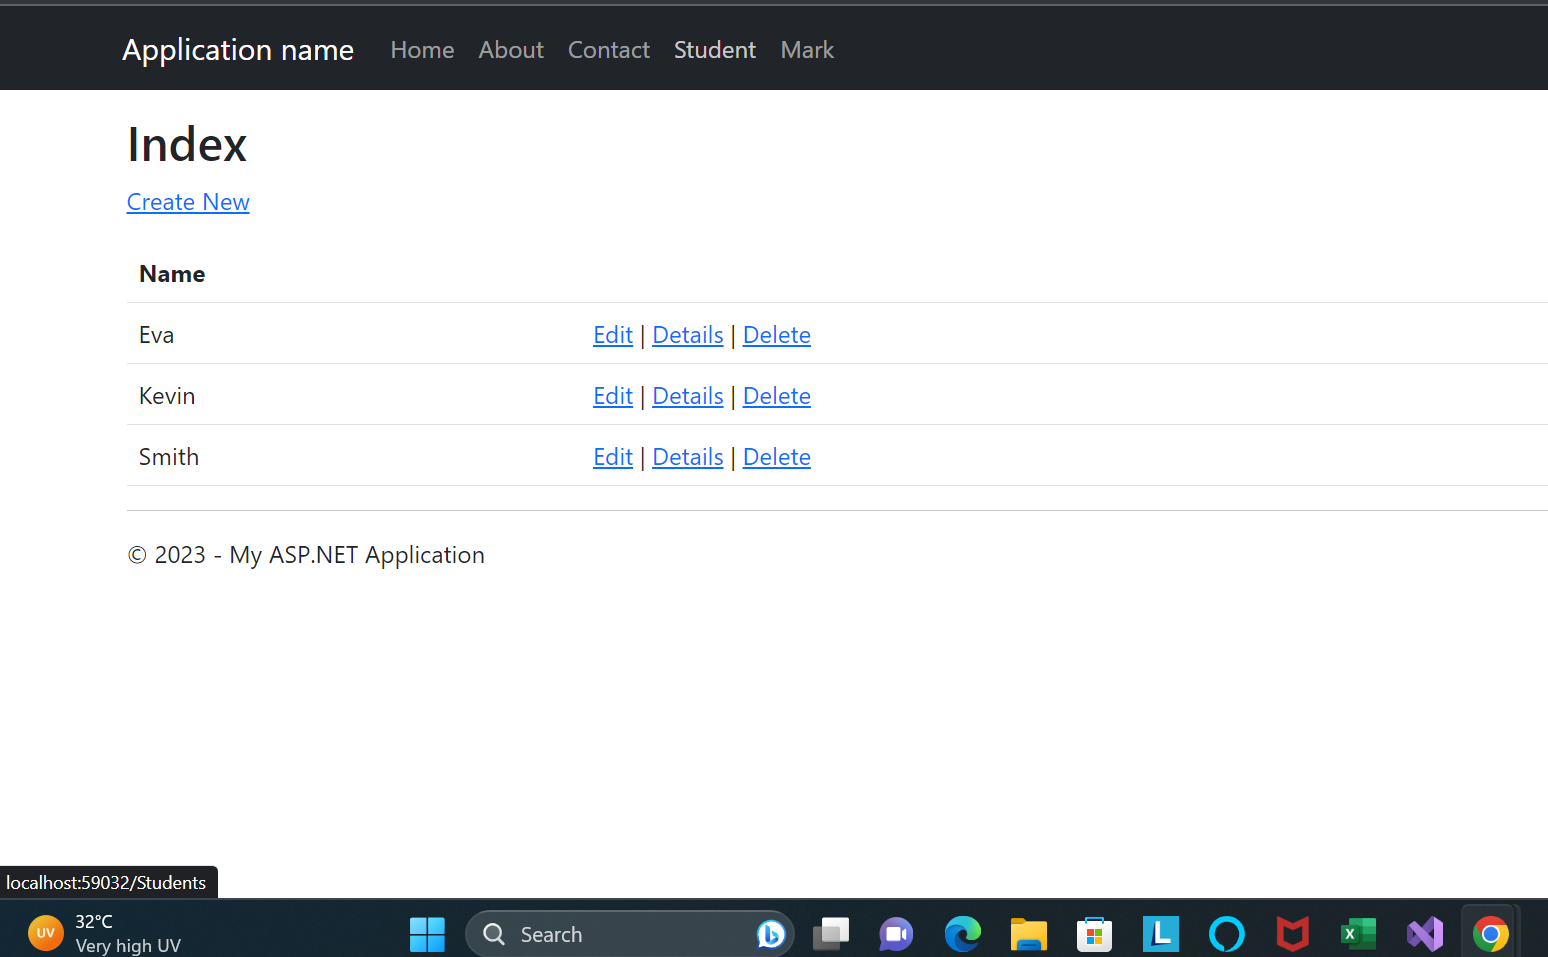 Application name Home About Contact Student Mark
Index
Create New
Name
Eva Edit | Details | Delete
Kevin Edit | Details | Delete
Smith Edit | Details | Delete
© 2023 - My ASP.NET Application
localhost:59032/Students
UV 32°C
Very high UV
Search
L
X